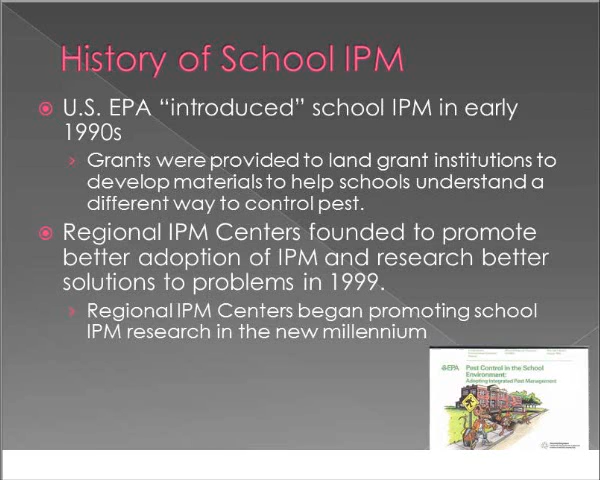 History of School IPM
U.S. EPA “introduced” school IPM in early
1990s
Grants were provided to land grant institutions to
develop materials to help schools understand a
different way to control pest.
Regional IPM Centers founded to promote
better adoption of IPM and research better
solutions to problems in 1999.
Regional IPM Centers began promoting school
IPM research in the new millennium
EPA Pest Control in the School
Environment:
Adopting Integrated Pest Management